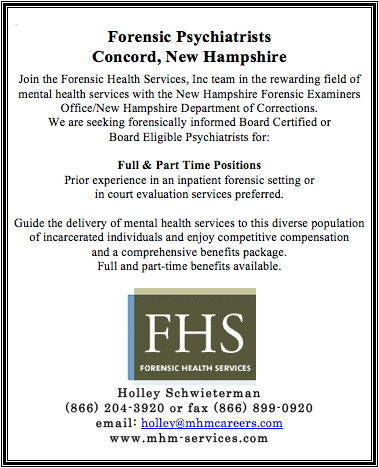 Forensic Psychiatrists
Concord, New Hampshire
Join the Forensic Health Services, Inc team in the rewarding field of
mental health services with the New Hampshire Forensic Examiners
Office/New Hampshire Department of Corrections.
We are seeking forensically informed Board Certified or
Board Eligible Psychiatrists for:
Full & Part Time Positions
Prior experience in an inpatient forensic setting or
in court evaluation services preferred.
Guide the delivery of mental health services to this diverse population
of incarcerated individuals and enjoy competitive compensation
and a comprehensive benefits package.
Full and part-time benefits available.
FHS
FORENSIC HEALTH SERVICES
Holley Schwieterman
(866) 204-3920 or fax (866) 899-0920
email: holley@mhmcareers.com
www.mhm-services.com